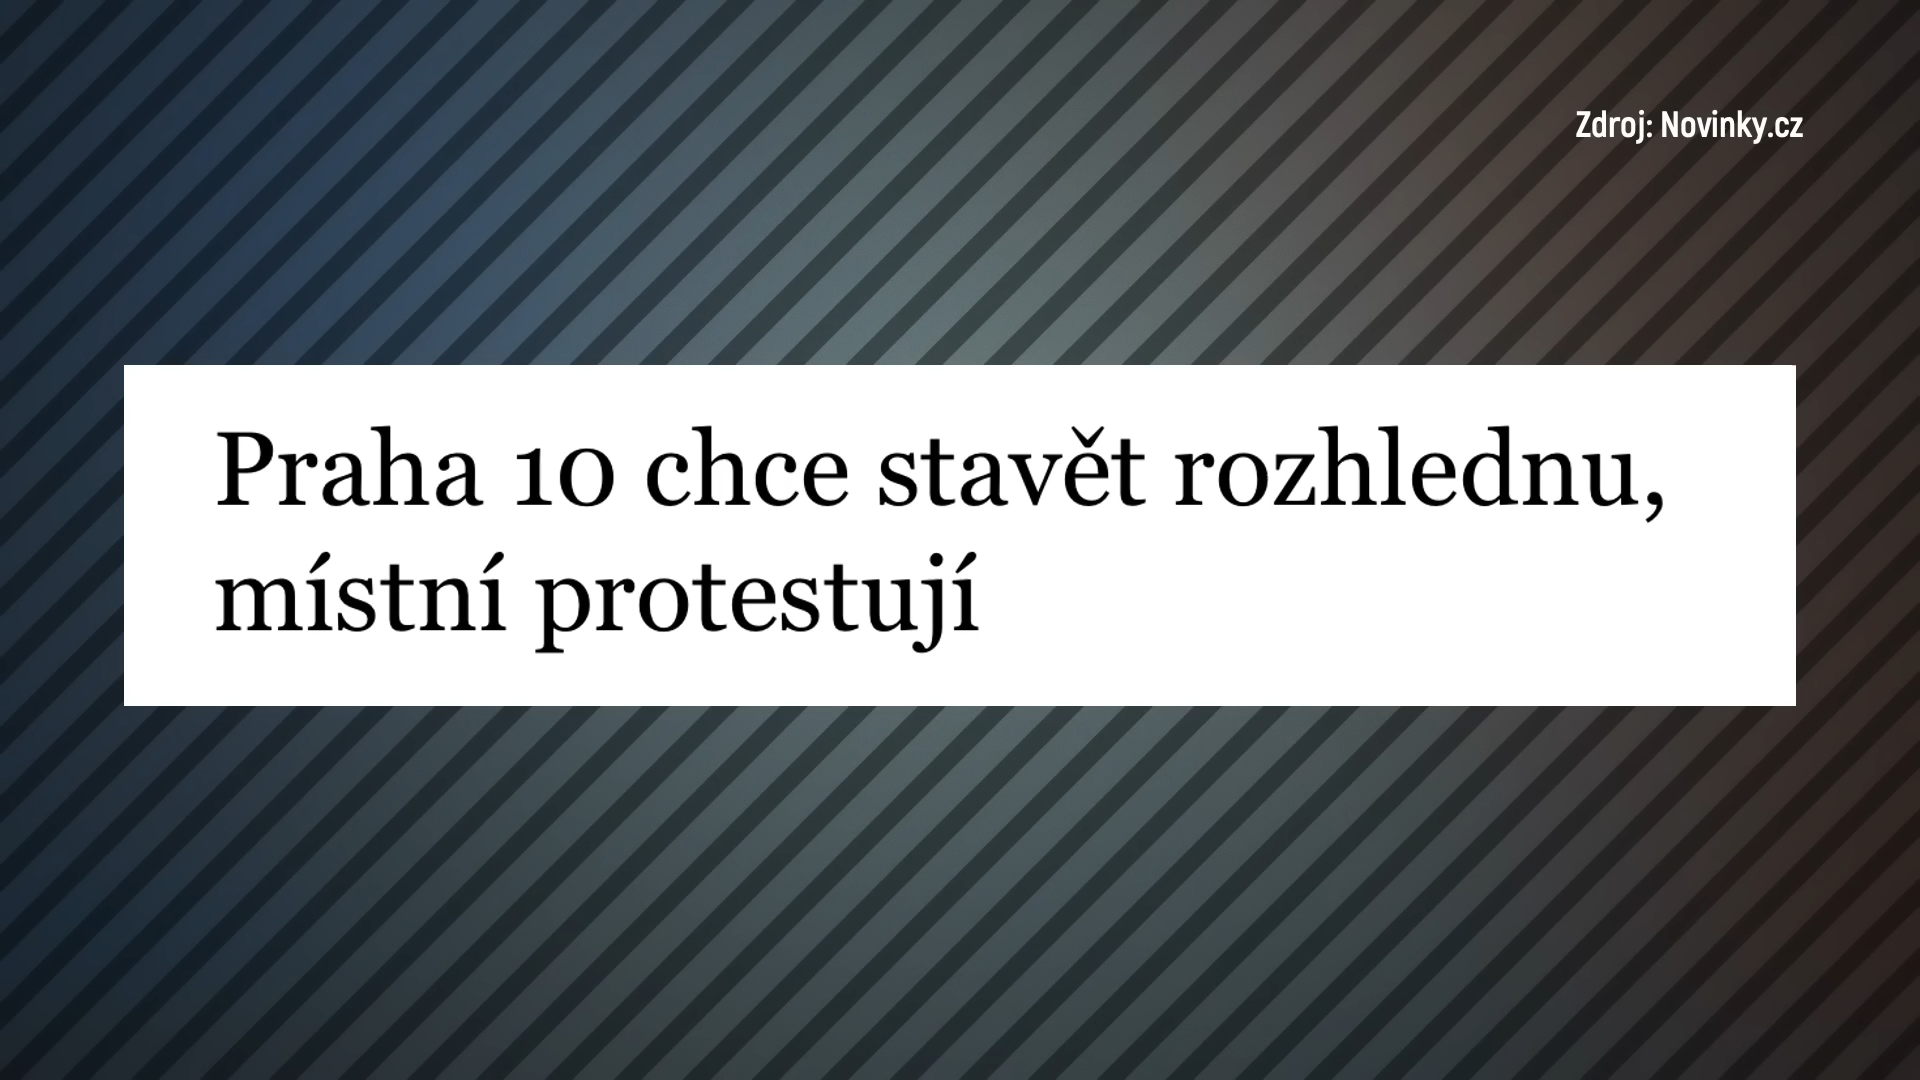 Zdroj: Novinky.cz
Praha 10 chce stavět rozhlednu,
místní protestují